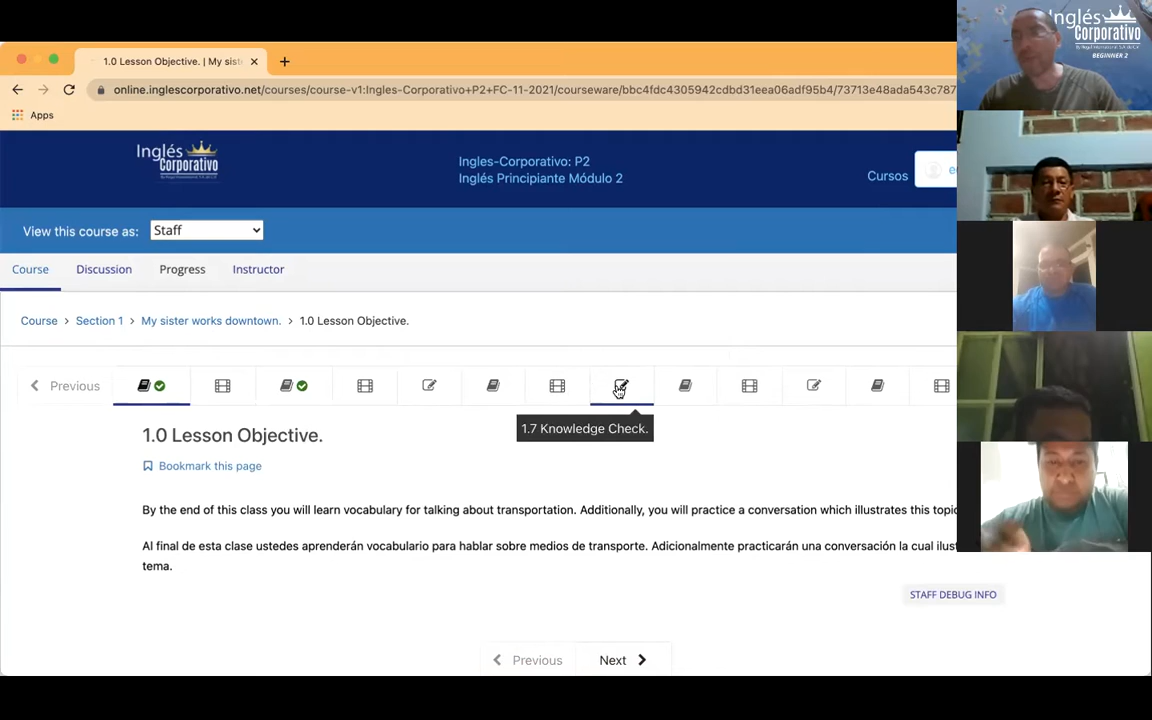 1.0 Lesson Objective. | My sist
online.inglescorporativo.net/courses/course-v1:Ingles-Corporativo+P2+FC-11-2021/courseware/bbc4fdc4305942cdbd31eea06adf95b4/73713e48ada543c787
Apps
Inglés
Corporativo
By Regal International, S.A. de C.V.
BEGINNER 2
Inglés
Corporativo
Ingles-Corporativo: P2
Inglés Principiante Módulo 2
Cursos
View this course as:
Staff
Course
Discussion
Progress
Instructor
Course > Section 1 > My sister works downtown. > 1.0 Lesson Objective.
Previous
1.7 Knowledge Check.
1.0 Lesson Objective.
Bookmark this page
By the end of this class you will learn vocabulary for talking about transportation. Additionally, you will practice a conversation which illustrates this topic
Al final de esta clase ustedes aprenderán vocabulario para hablar sobre medios de transporte. Adicionalmente practicarán una conversación la cual ilust
tema.
STAFF DEBUG INFO
Previous
Next